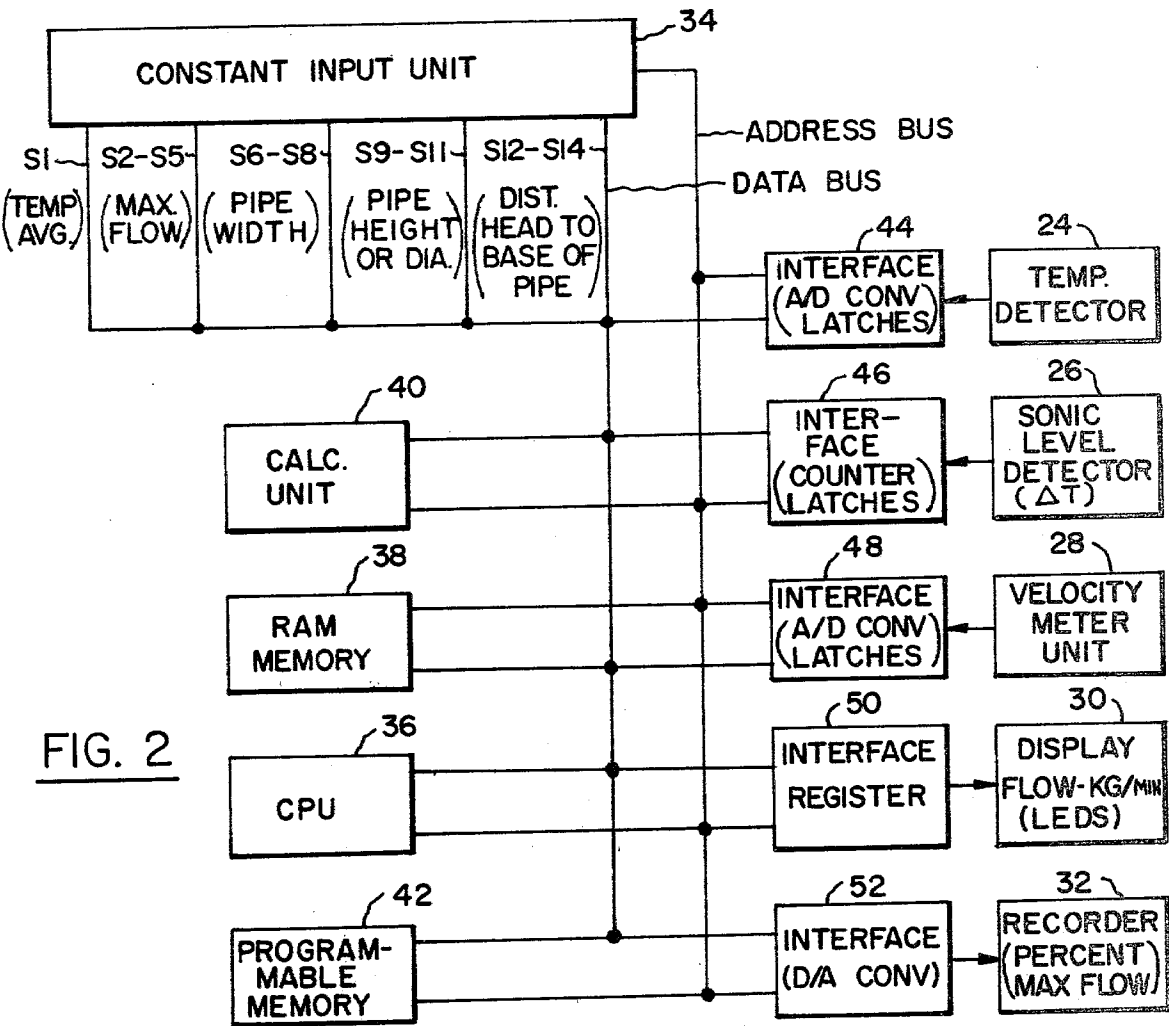 34
CONSTANT INPUT UNIT
ADDRESS BUS
S1 S2-S5 S6-S8 S9-S11 S12-S14
DATA BUS
(TEMP AVG.)
(MAX. FLOW)
(PIPE WIDTH)
(PIPE HEIGHT OR DIA.)
(DIST. HEAD TO BASE OF PIPE)
44
INTERFACE
(A/D CONV LATCHES)
24
TEMP.
DETECTOR
40
CALC.
UNIT
46
INTER-
FACE
(COUNTER LATCHES)
26
SONIC
LEVEL
DETECTOR
(ΔT)
38
RAM
MEMORY
48
INTERFACE
(A/D CONV LATCHES)
28
VELOCITY
METER
UNIT
FIG. 2
36
CPU
50
INTERFACE
REGISTER
30
DISPLAY
FLOW-KG/MIN
(LEDS)
42
PROGRAM-
MABLE
MEMORY
52
INTERFACE
(D/A CONV)
32
RECORDER
(PERCENT MAX FLOW)